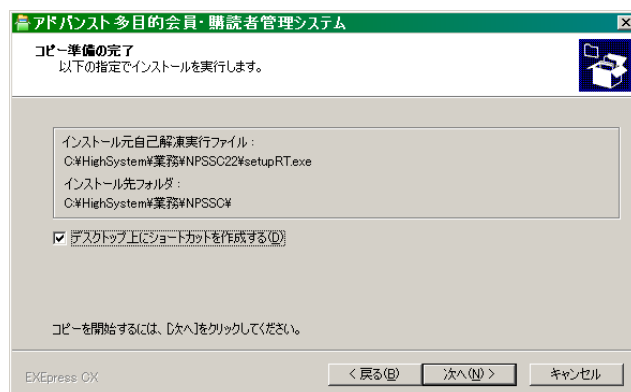 アドバンスト多目的会員・購読者管理システム
コピー準備の完了
以下の指定でインストールを実行します。
インストール元自己解凍実行ファイル：
C:¥HighSystem¥業務¥NPSSC22¥setupRT.exe
インストール先フォルダ：
C:¥HighSystem¥業務¥NPSSC¥
デスクトップ上にショートカットを作成する(D)
コピーを開始するには、[次へ]をクリックしてください。
EXEpress CX
< 戻る(B)
次へ(N) >
キャンセル